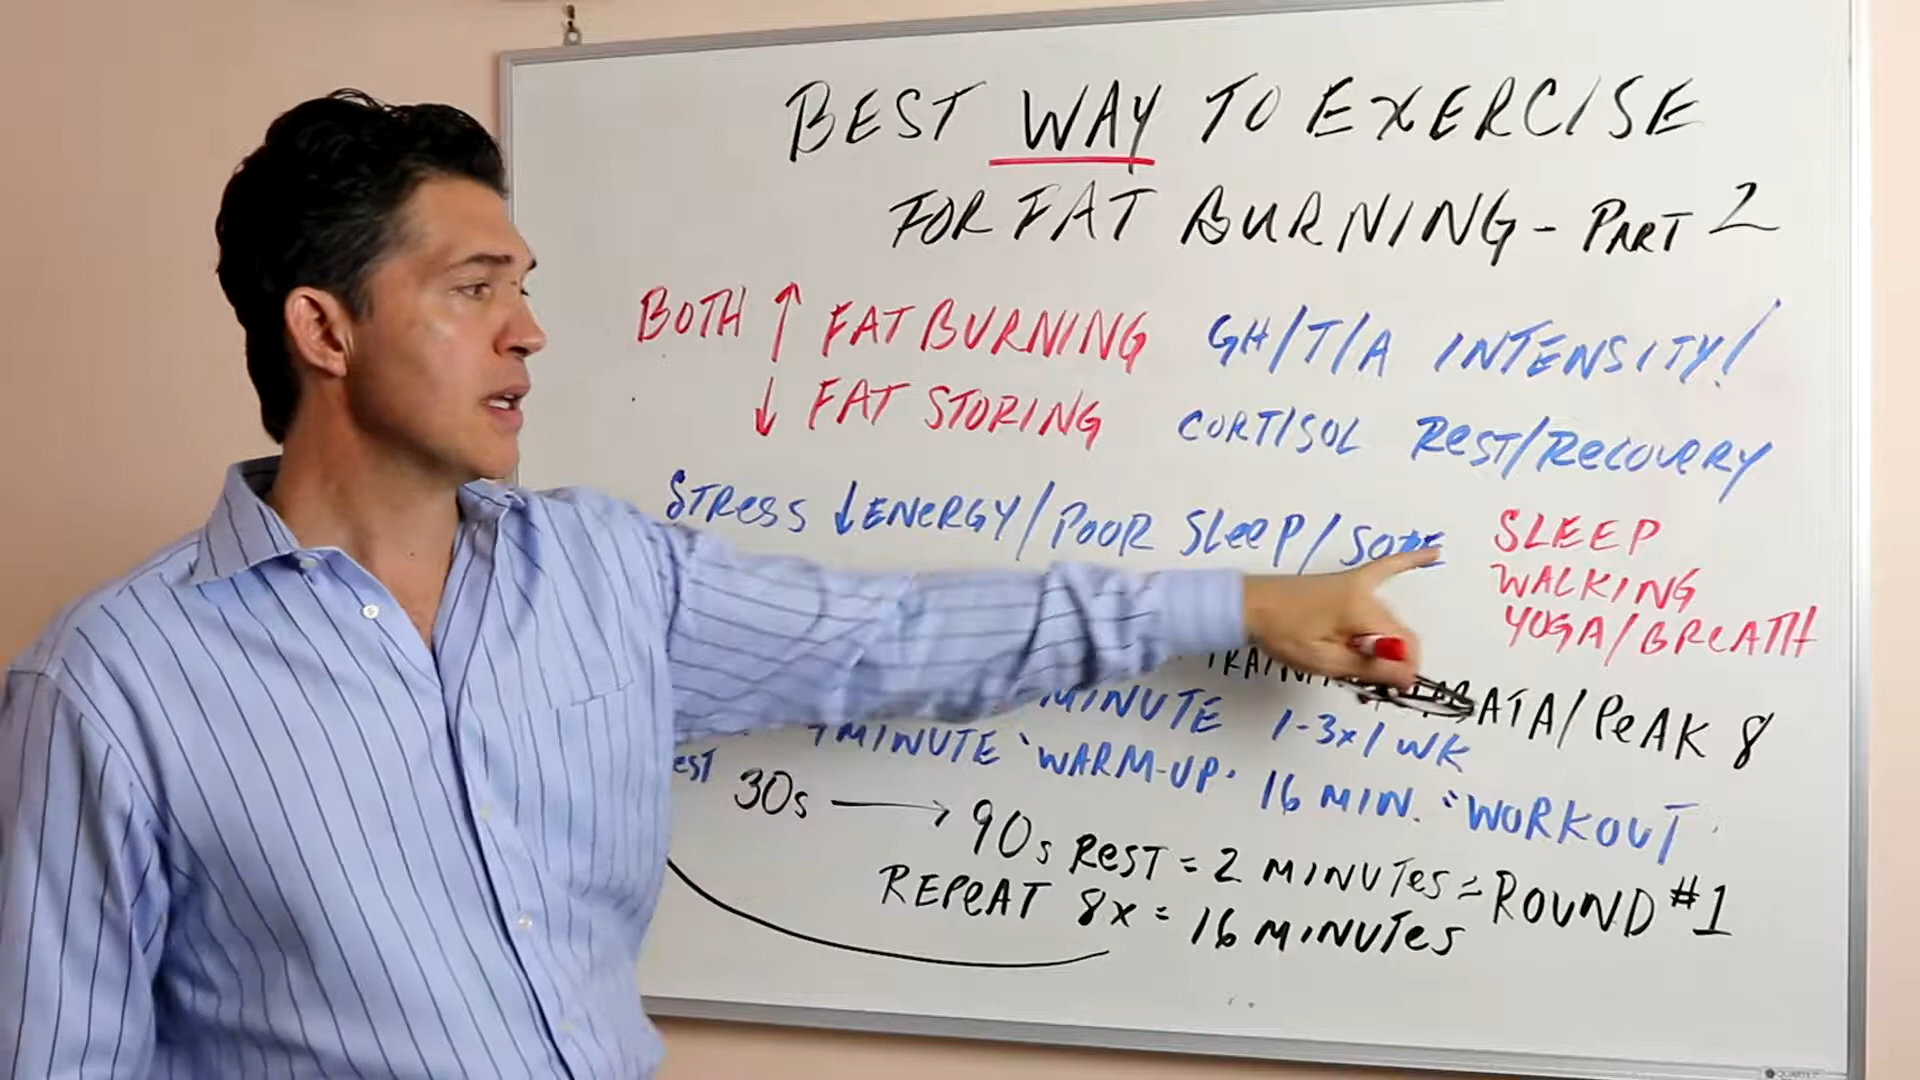 BEST WAY TO EXERCISE
FOR FAT BURNING - PART 2
BOTH ↑ FAT BURNING GH/T/A INTENSITY!
↓ FAT STORING CORTISOL REST/RECOVERY
STRESS ↓ ENERGY/POOR SLEEP/SORE
SLEEP
WALKING
YOGA/BREATH
/PEAK 8
MINUTE 1-3x/WK
MINUTE "WARM-UP" 16 MIN. "WORKOUT"
30s → 90s REST = 2 MINUTES = ROUND #1
REPEAT 8x = 16 MINUTES